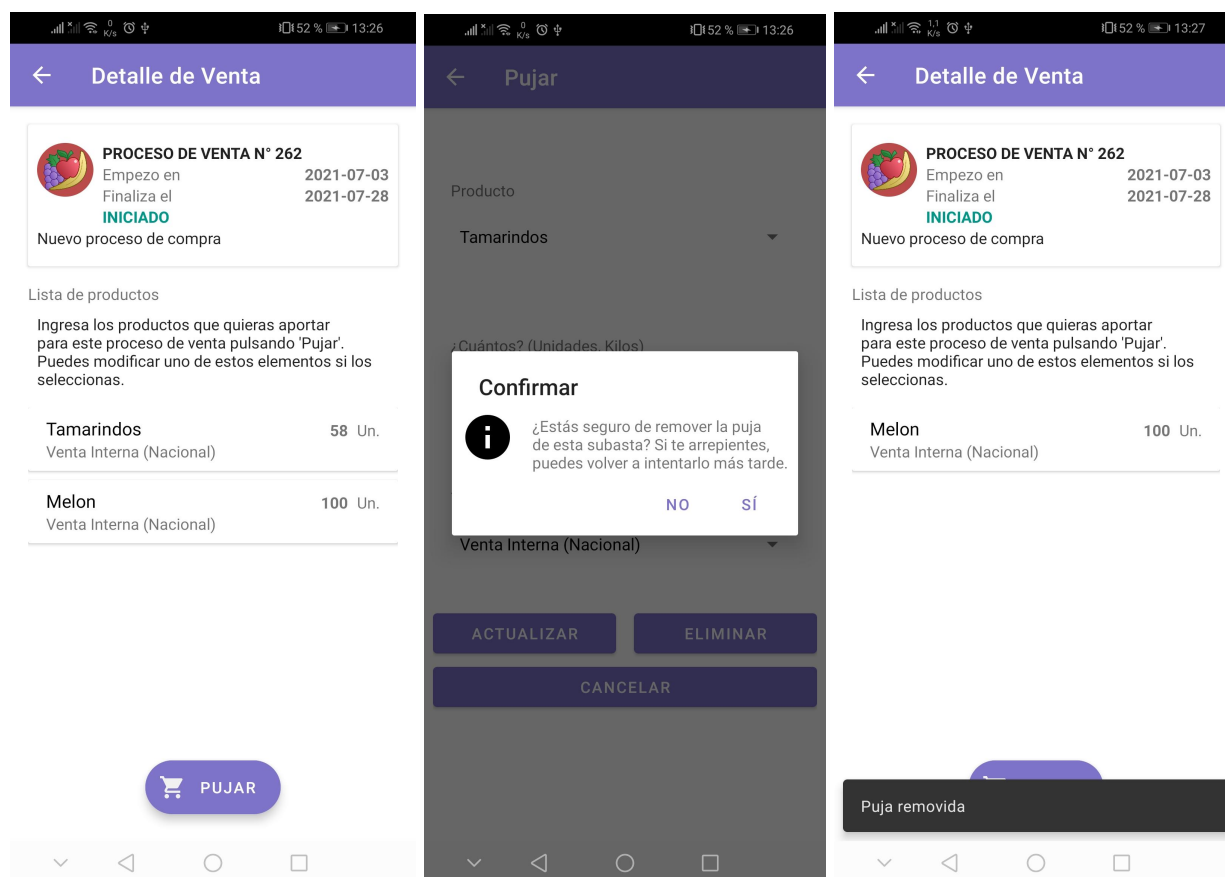 0 K/s 52 % 13:26
Detalle de Venta
PROCESO DE VENTA N° 262
Empezo en 2021-07-03
Finaliza el 2021-07-28
INICIADO
Nuevo proceso de compra
Lista de productos
Ingresa los productos que quieras aportar
para este proceso de venta pulsando 'Pujar'.
Puedes modificar uno de estos elementos si los
seleccionas.
Tamarindos 58 Un.
Venta Interna (Nacional)
Melon 100 Un.
Venta Interna (Nacional)
PUJAR
0 K/s 52 % 13:26
Pujar
Producto
Tamarindos
¿Cuántos? (Unidades, Kilos)
Confirmar
¿Estás seguro de remover la puja
de esta subasta? Si te arrepientes,
puedes volver a intentarlo más tarde.
NO SÍ
Venta Interna (Nacional)
ACTUALIZAR ELIMINAR
CANCELAR
1,1 K/s 52 % 13:27
Detalle de Venta
PROCESO DE VENTA N° 262
Empezo en 2021-07-03
Finaliza el 2021-07-28
INICIADO
Nuevo proceso de compra
Lista de productos
Ingresa los productos que quieras aportar
para este proceso de venta pulsando 'Pujar'.
Puedes modificar uno de estos elementos si los
seleccionas.
Melon 100 Un.
Venta Interna (Nacional)
Puja removida